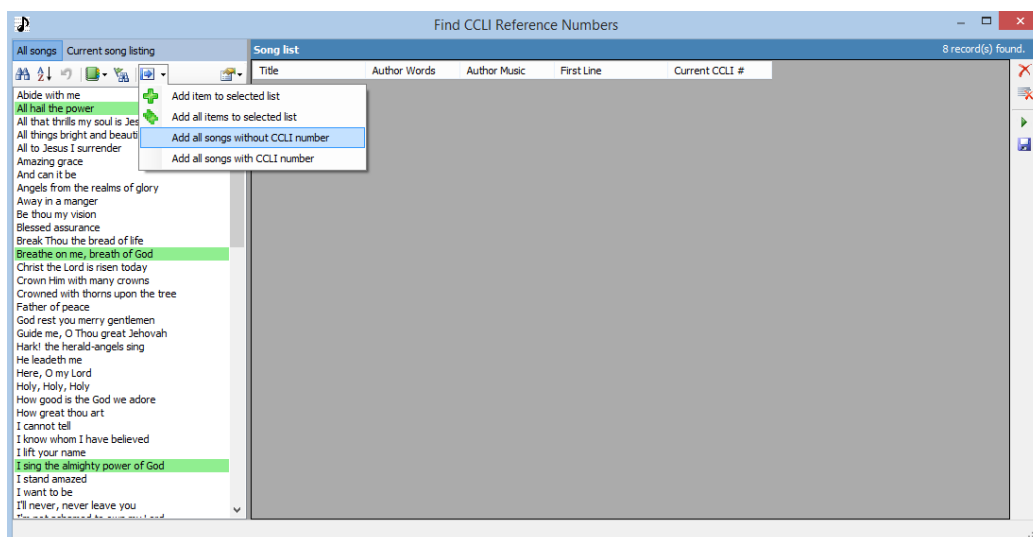 Find CCLI Reference Numbers
All songs Current song listing
Song list
8 record(s) found.
Title Author Words Author Music First Line Current CCLI #
Add item to selected list
Add all items to selected list
Add all songs without CCLI number
Add all songs with CCLI number
Abide with me
All hail the power
All that thrills my soul is Jes
All things bright and beauti
All to Jesus I surrender
Amazing grace
And can it be
Angels from the realms of glory
Away in a manger
Be thou my vision
Blessed assurance
Break Thou the bread of life
Breathe on me, breath of God
Christ the Lord is risen today
Crown Him with many crowns
Crowned with thorns upon the tree
Father of peace
God rest you merry gentlemen
Guide me, O Thou great Jehovah
Hark! the herald-angels sing
He leadeth me
Here, O my Lord
Holy, Holy, Holy
How good is the God we adore
How great thou art
I cannot tell
I know whom I have believed
I lift your name
I sing the almighty power of God
I stand amazed
I want to be
I'll never, never leave you